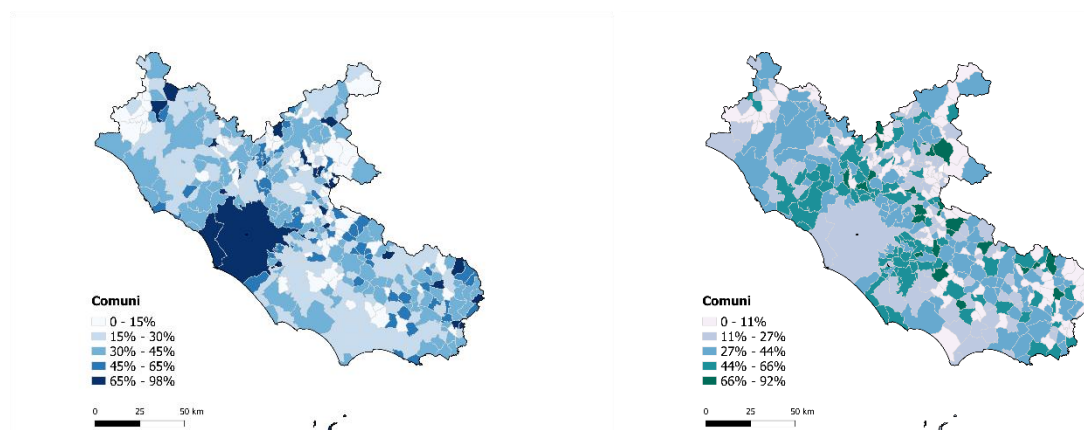 Comuni
0 - 15%
15% - 30%
30% - 45%
45% - 65%
65% - 98%
0 25 50 km
Comuni
0 - 11%
11% - 27%
27% - 44%
44% - 66%
66% - 92%
0 25 50 km